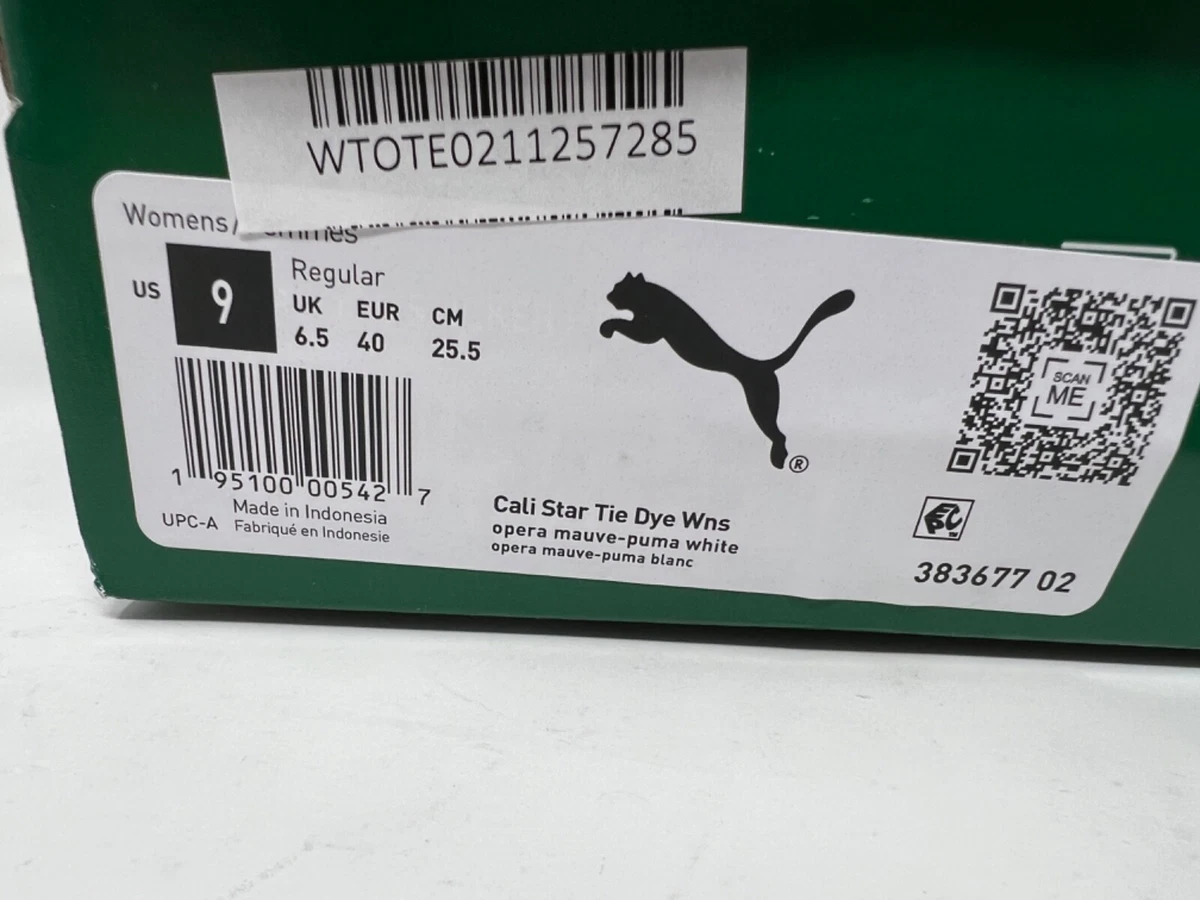 WTOTE0211257285
Womens/
US 9
Regular
UK EUR CM
6.5 40 25.5
1 95100 00542 7
UPC-A
Made in Indonesia
Fabriqué en Indonesie
Cali Star Tie Dye Wns
opera mauve-puma white
opera mauve-puma blanc
®
SCAN
ME
383677 02